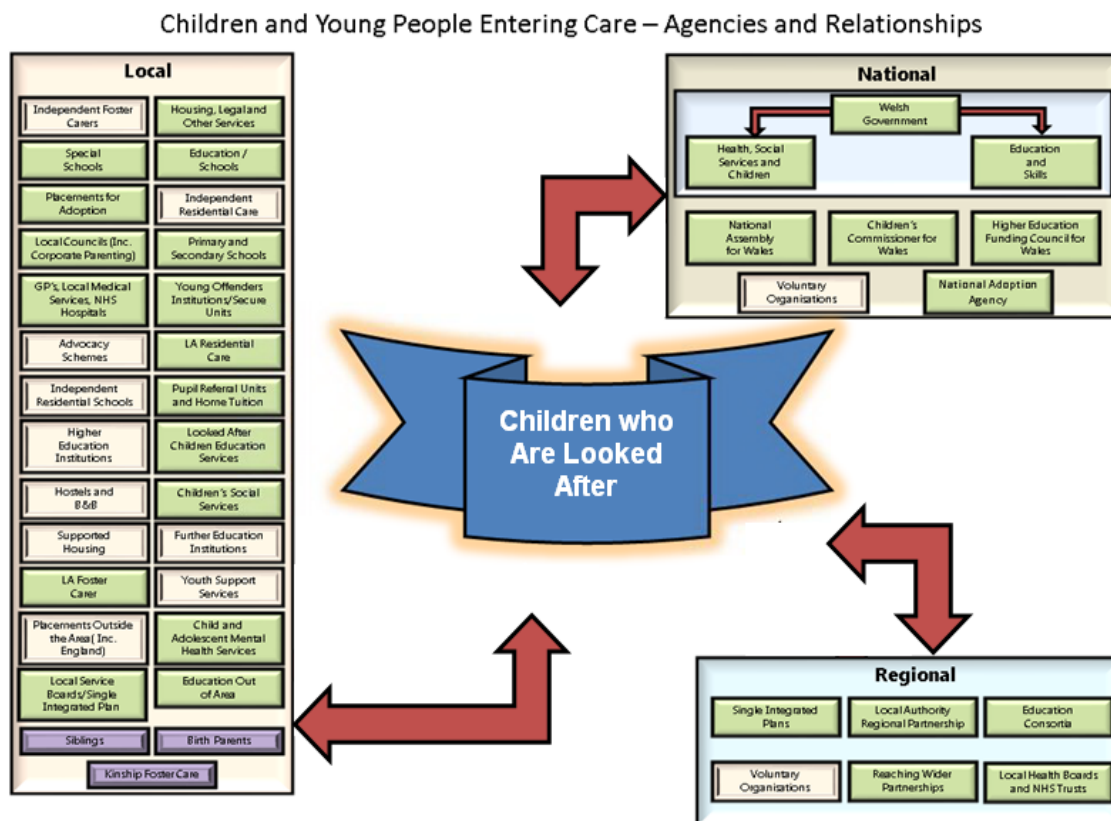 Children and Young People Entering Care – Agencies and Relationships
Local
Independent Foster
Carers
Housing, Legal and
Other Services
Special
Schools
Education /
Schools
Placements for
Adoption
Independent
Residential Care
Local Councils (Inc.
Corporate Parenting)
Primary and
Secondary Schools
GP's, Local Medical
Services, NHS
Hospitals
Young Offenders
Institutions/Secure
Units
Advocacy
Schemes
LA Residential
Care
Independent
Residential Schools
Pupil Referral Units
and Home Tuition
Higher
Education
Institutions
Looked After
Children Education
Services
Hostels and
B&B
Children's Social
Services
Supported
Housing
Further Education
Institutions
LA Foster
Carer
Youth Support
Services
Placements Outside
the Area( Inc.
England)
Child and
Adolescent Mental
Health Services
Local Service
Boards/Single
Integrated Plan
Education Out
of Area
Siblings
Birth Parents
Kinship Foster Care
National
Welsh
Government
Health, Social
Services and
Children
Education
and
Skills
National
Assembly
for Wales
Children's
Commissioner for
Wales
Higher Education
Funding Council for
Wales
Voluntary
Organisations
National Adoption
Agency
Children who
Are Looked
After
Regional
Single Integrated
Plans
Local Authority
Regional Partnership
Education
Consortia
Voluntary
Organisations
Reaching Wider
Partnerships
Local Health Boards
and NHS Trusts